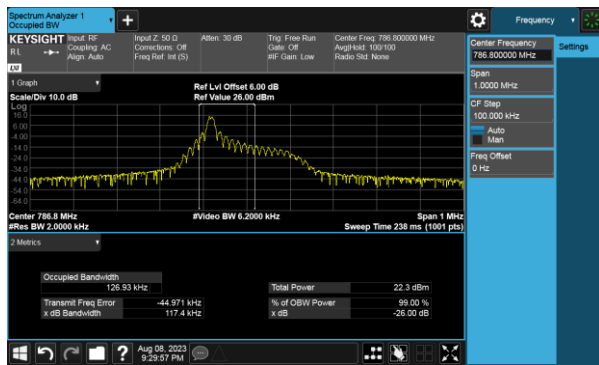 Spectrum Analyzer 1
Occupied BW
Frequency
KEYSIGHT
RL
Input: RF
Coupling: AC
Align: Auto
Input Z: 50 Ω
Corrections: Off
Freq Ref: Int (S)
Atten: 30 dB
Trig: Free Run
Gate: Off
#IF Gain: Low
Center Freq: 786.800000 MHz
Avg|Hold: 100/100
Radio Std: None
Center Frequency
786.800000 MHz
Settings
Span
1.0000 MHz
CF Step
100.000 kHz
Auto
Man
Freq Offset
0 Hz
1 Graph
Scale/Div 10.0 dB
Ref Lvl Offset 6.00 dB
Ref Value 26.00 dBm
Log
16.0
6.00
-4.00
-14.0
-24.0
-34.0
-44.0
-54.0
-64.0
Center 786.8 MHz
#Res BW 2.0000 kHz
#Video BW 6.2000 kHz
Span 1 MHz
Sweep Time 238 ms (1001 pts)
2 Metrics
Occupied Bandwidth
126.93 kHz
Total Power 22.3 dBm
Transmit Freq Error -44.971 kHz
% of OBW Power 99.00 %
x dB Bandwidth 117.4 kHz
x dB -26.00 dB
Aug 08, 2023
9:29:57 PM